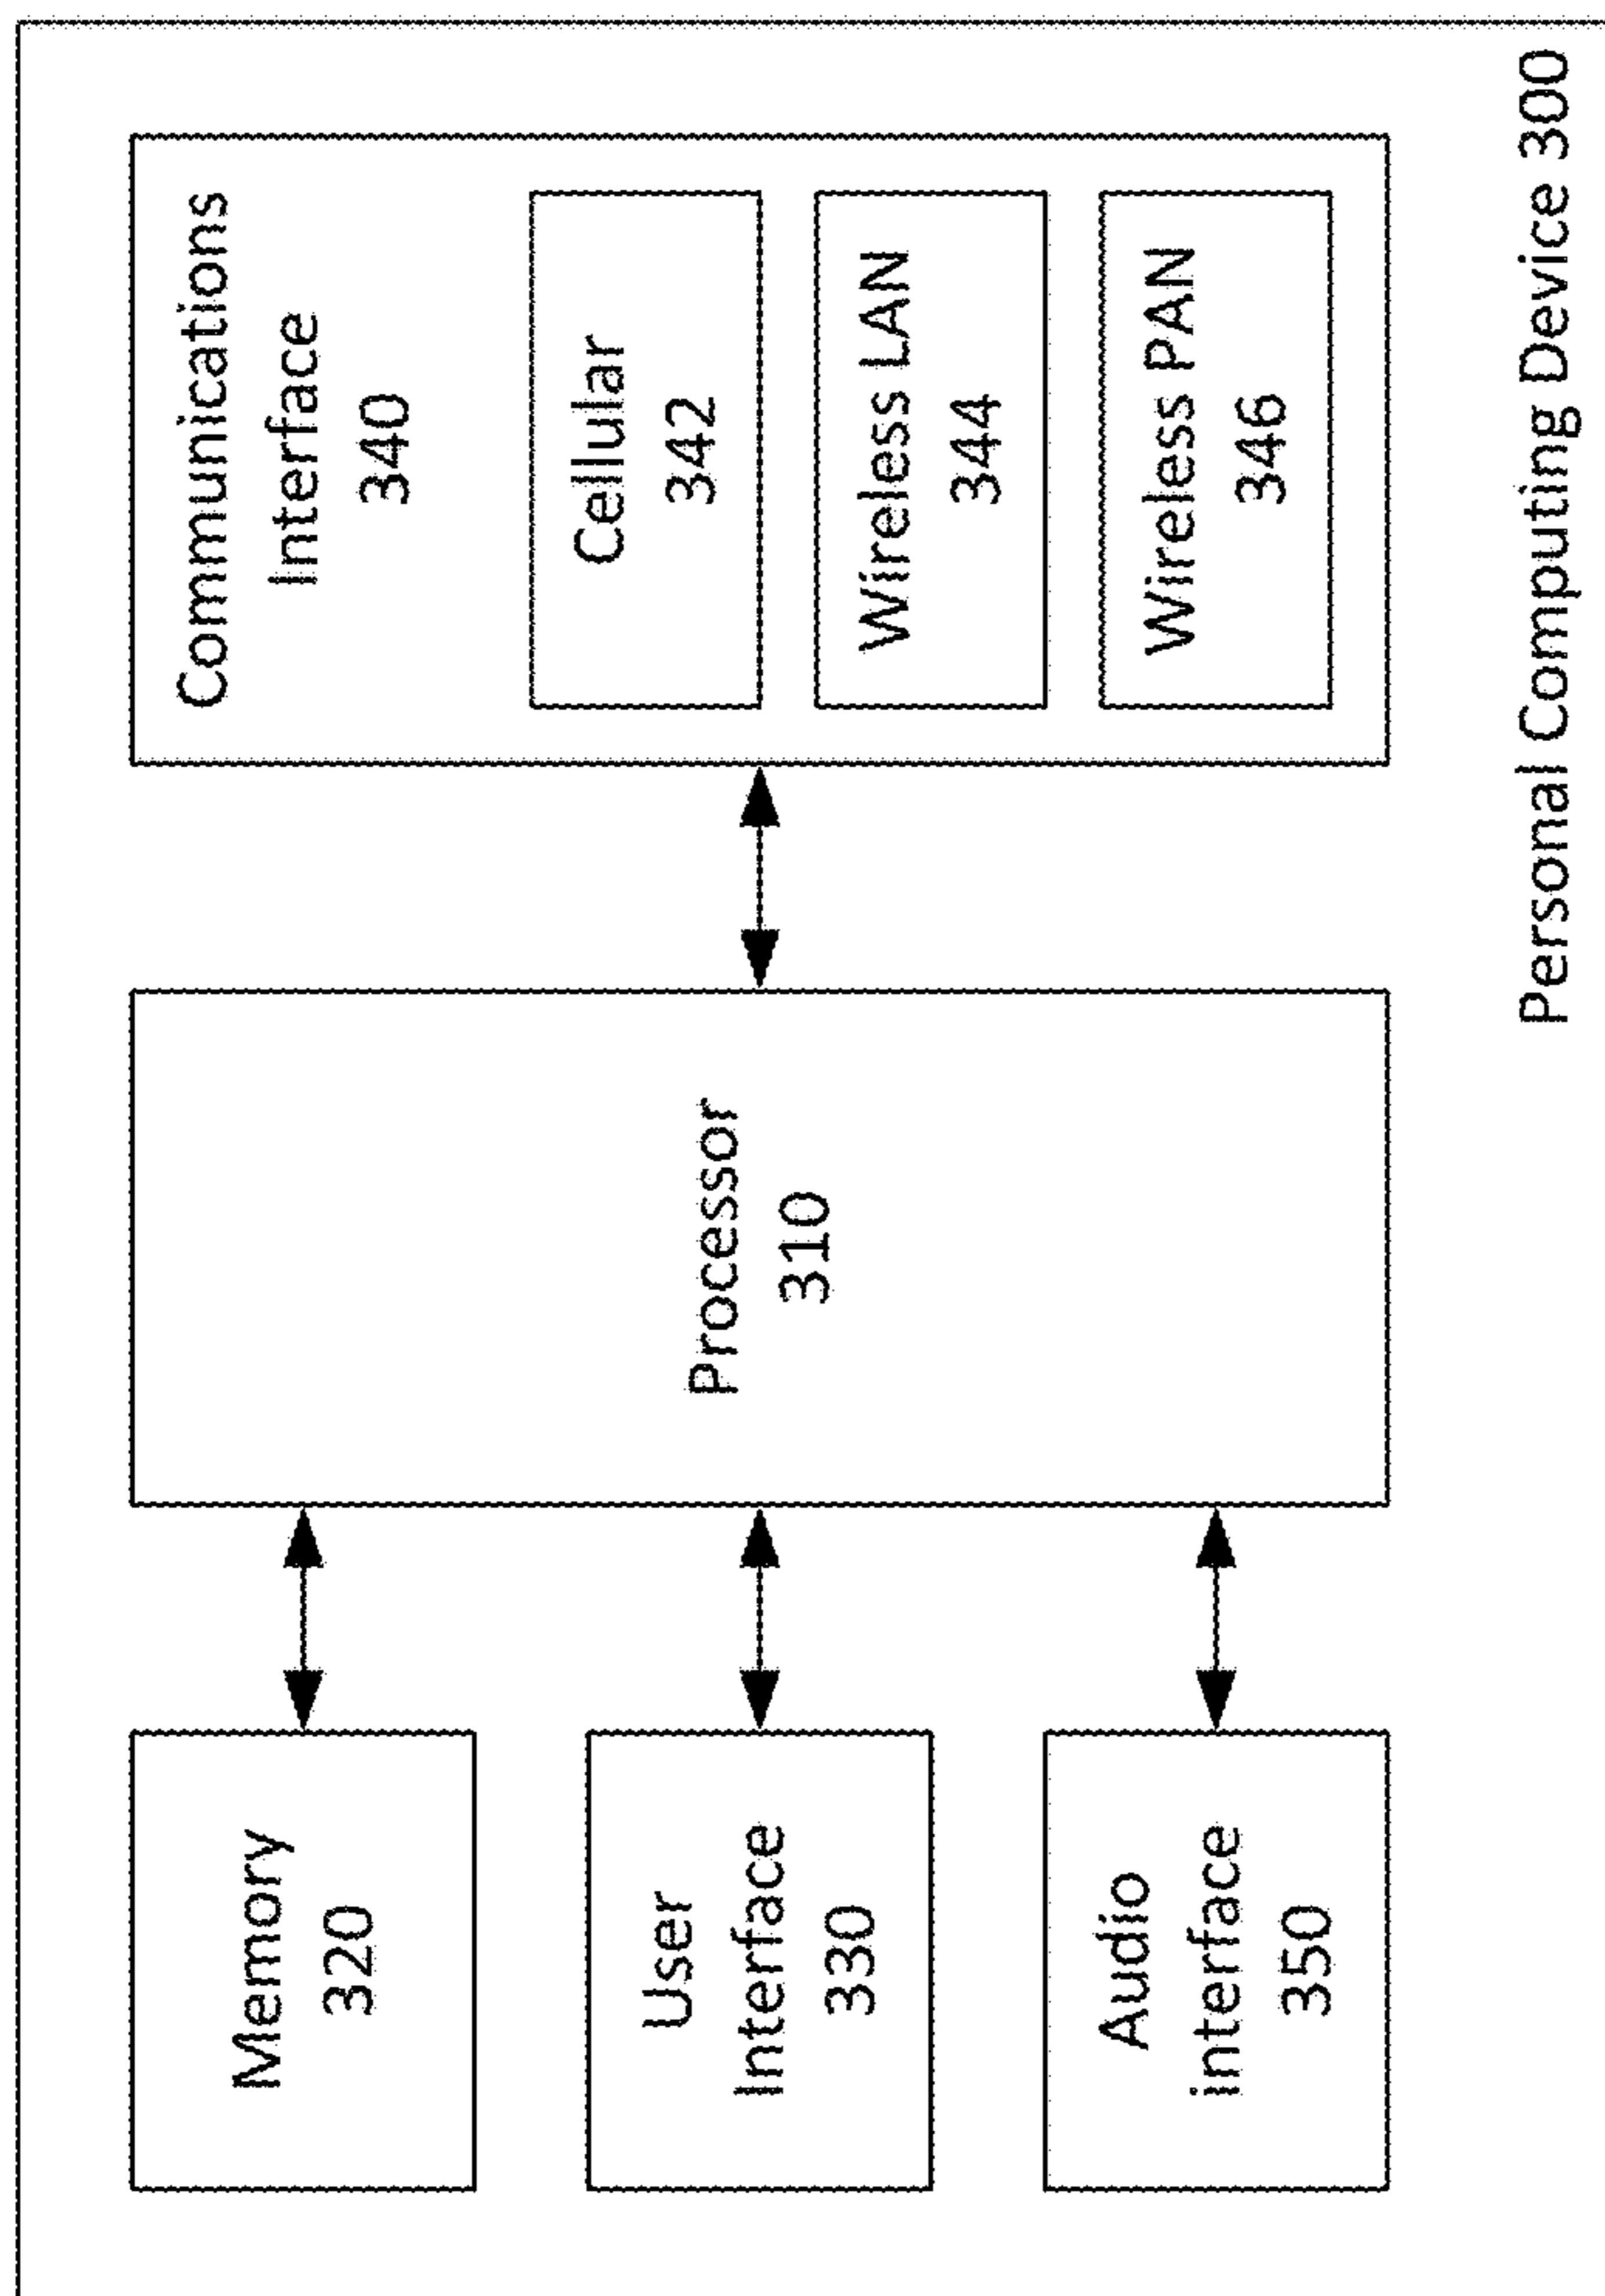 Memory
320
User
Interface
330
Audio
interface
350
Processor
310
Communications
Interface
340
Cellular
342
Wireless LAN
344
Wireless PAN
346
Personal Computing Device 300